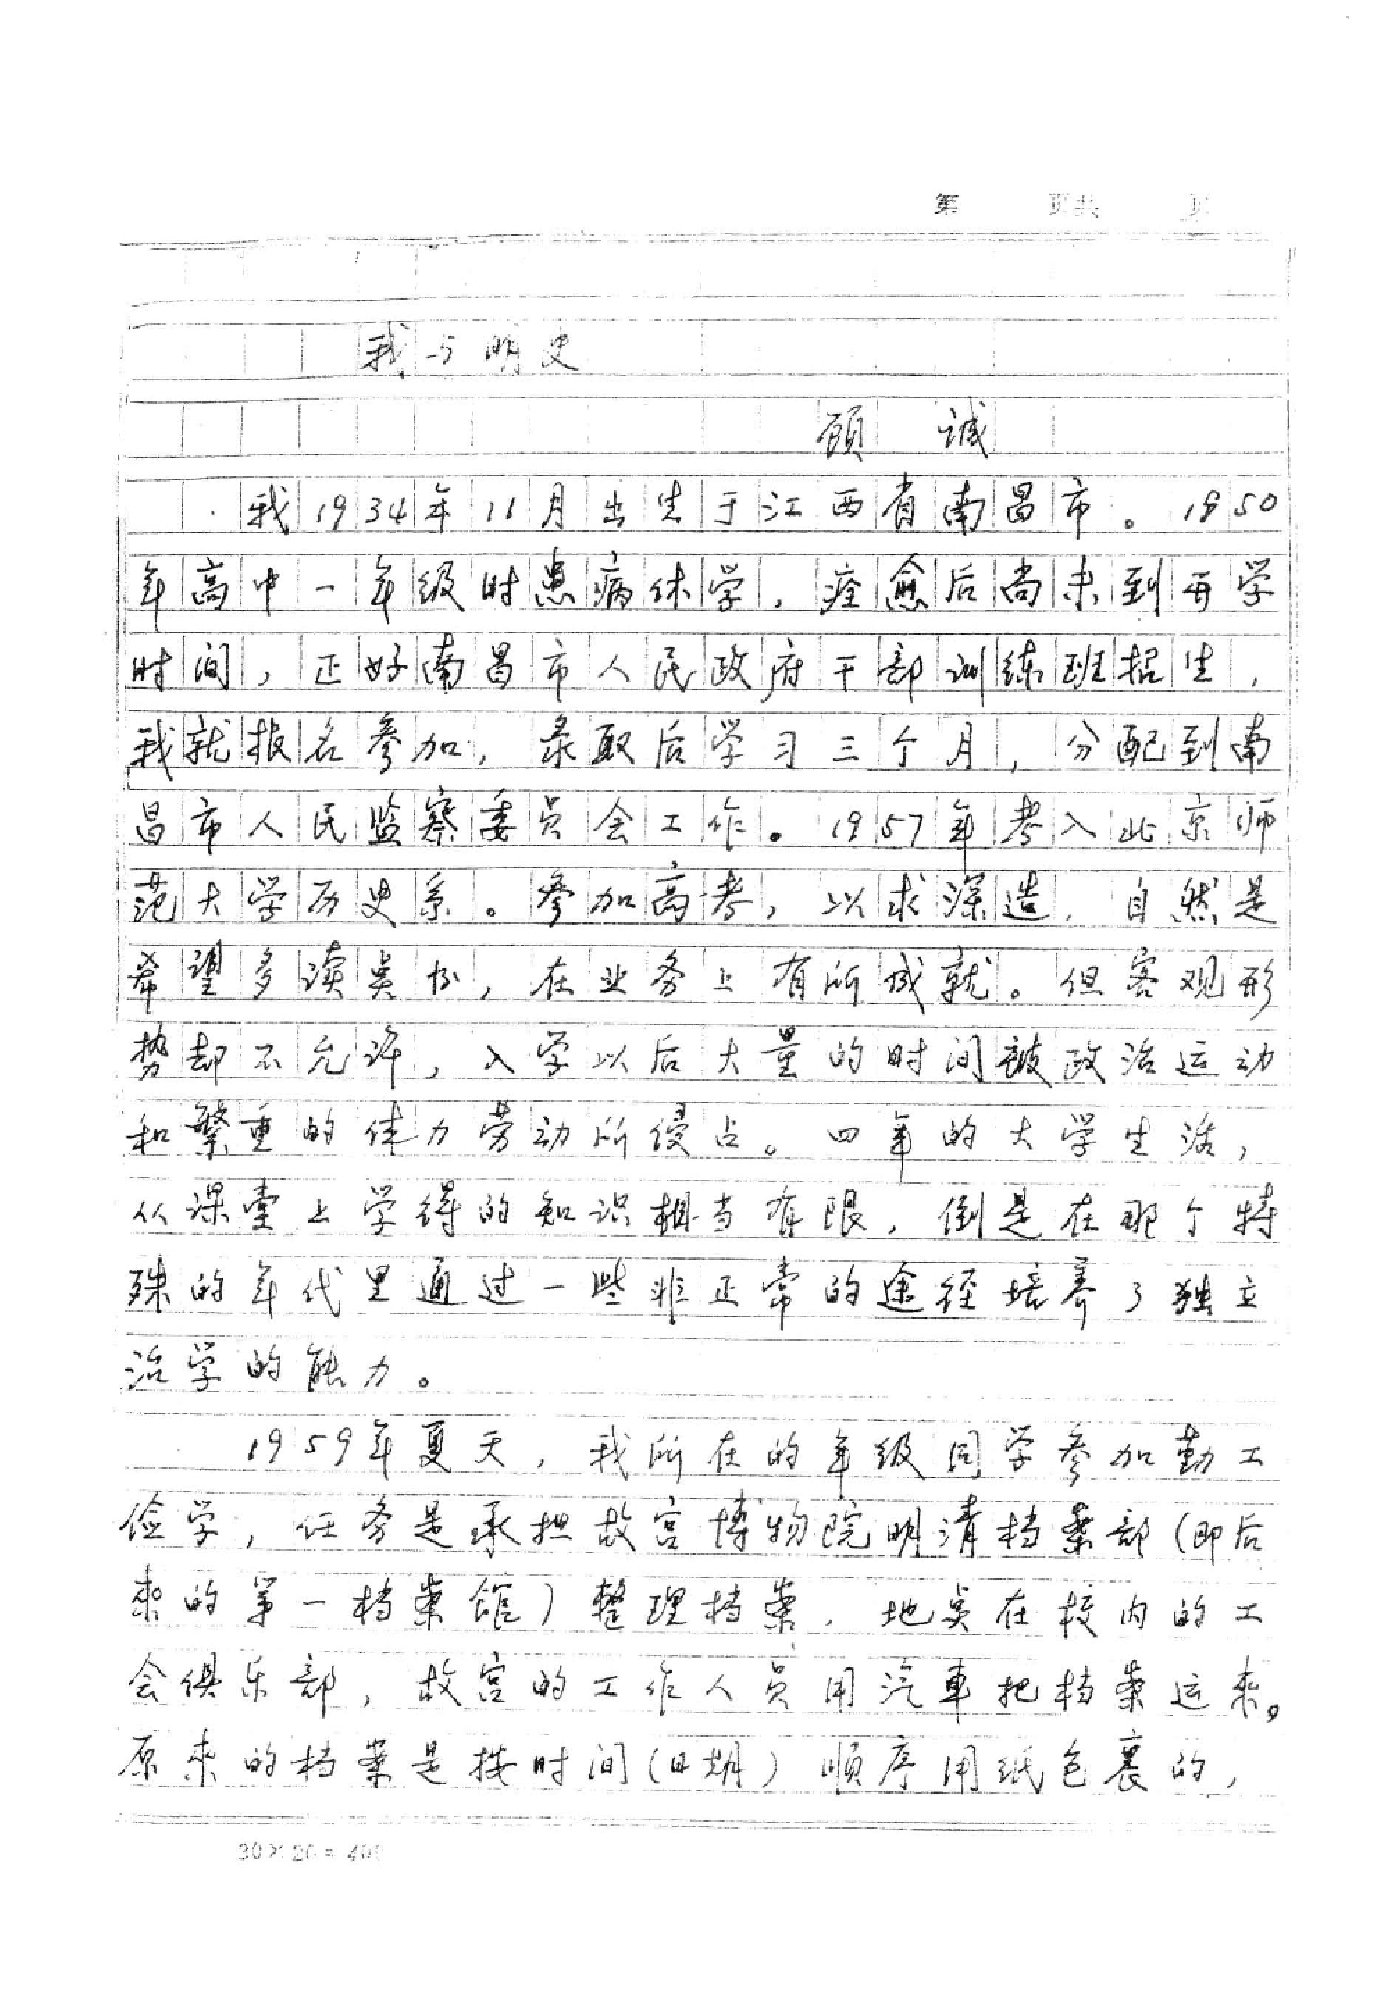 第 页共 页
我与明史
顾 诚
我1934年11月出生于江西省南昌市。1950
年高中一年级时患病休学，痊愈后尚未到再学
时间，正好南昌市人民政府干部训练班招生，
我就报名参加，录取后学习三个月，分配到南
昌市人民监察委员会工作。1957年考入北京师
范大学历史系。参加高考，以求深造，自然是
希望多读点书，在业务上有所成就。但客观形
势却不允许，入学以后大量的时间被政治运动
和繁重的体力劳动所侵占。四年的大学生活，
从课堂上学得的知识相当有限，倒是在那个特
殊的年代里通过一些非正常的途径培养了独立
治学的能力。
1959年夏天，我所在的年级同学参加勤工
俭学，任务是承担故宫博物院明清档案部（即后
来的第一档案馆）整理档案，地点在校内的工
会俱乐部，故宫的工作人员用汽車把档案运来。
原来的档案是按时间（日期）順序用纸包裹的，
30×20=400